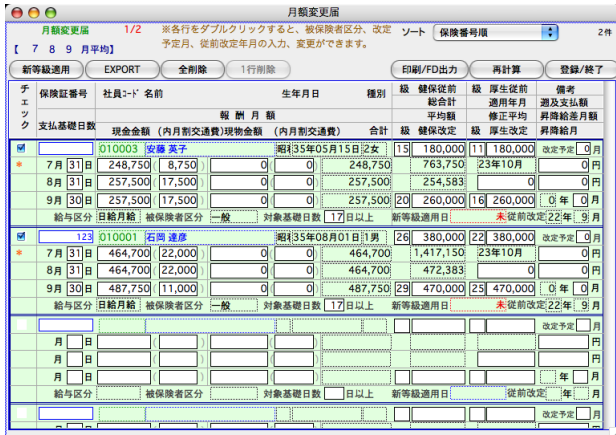 月額変更届
月額変更届 1/2 ※各行をダブルクリックすると、被保険者区分、改定 ソート 保険番号順 2件
【 7 8 9 月平均】 予定月、従前改定年月の入力、変更ができます。
新等級適用 EXPORT 全削除 1行削除 印刷/FD出力 再計算 登録/終了
チェック 保険証番号 社員コード 名前 生年月日 種別 級 健保従前 級 厚生従前 備考
総合計 適用年月 遡及支払額
報 酬 月 額 平均額 修正平均 昇降給差月額
支払基礎日数 現金金額 (内月割交通費)現物金額 (内月割交通費) 合計 級 健保改定 級 厚生改定 昇降給月
010003 安藤 英子 昭和35年05月15日 2女 15 180,000 11 180,000 改定予定 0 月
* 7月 31 日 248,750 ( 8,750 ) 0 ( 0 ) 248,750 763,750 23年10月 0 円
8月 31 日 257,500 ( 17,500 ) 0 ( 0 ) 257,500 254,583 0 0 円
9月 30 日 257,500 ( 17,500 ) 0 ( 0 ) 257,500 20 260,000 16 260,000 0 年 0 月
給与区分 日給月給 被保険者区分 一般 対象基礎日数 17 日以上 新等級適用日 未 従前改定 22 年 9 月
123 010001 石岡 達彦 昭和35年08月01日 1男 26 380,000 22 380,000 改定予定 0 月
* 7月 31 日 464,700 ( 22,000 ) 0 ( 0 ) 464,700 1,417,150 23年10月 0 円
8月 31 日 464,700 ( 22,000 ) 0 ( 0 ) 464,700 472,383 0 0 円
9月 30 日 487,750 ( 11,000 ) 0 ( 0 ) 487,750 29 470,000 25 470,000 0 年 0 月
給与区分 日給月給 被保険者区分 一般 対象基礎日数 17 日以上 新等級適用日 未 従前改定 22 年 9 月
改定予定 月
月 日 ( ) ( ) 円
月 日 ( ) ( ) 円
月 日 ( ) ( ) 年 月
給与区分 被保険者区分 対象基礎日数 日以上 新等級適用日 従前改定 年 月
改定予定 月